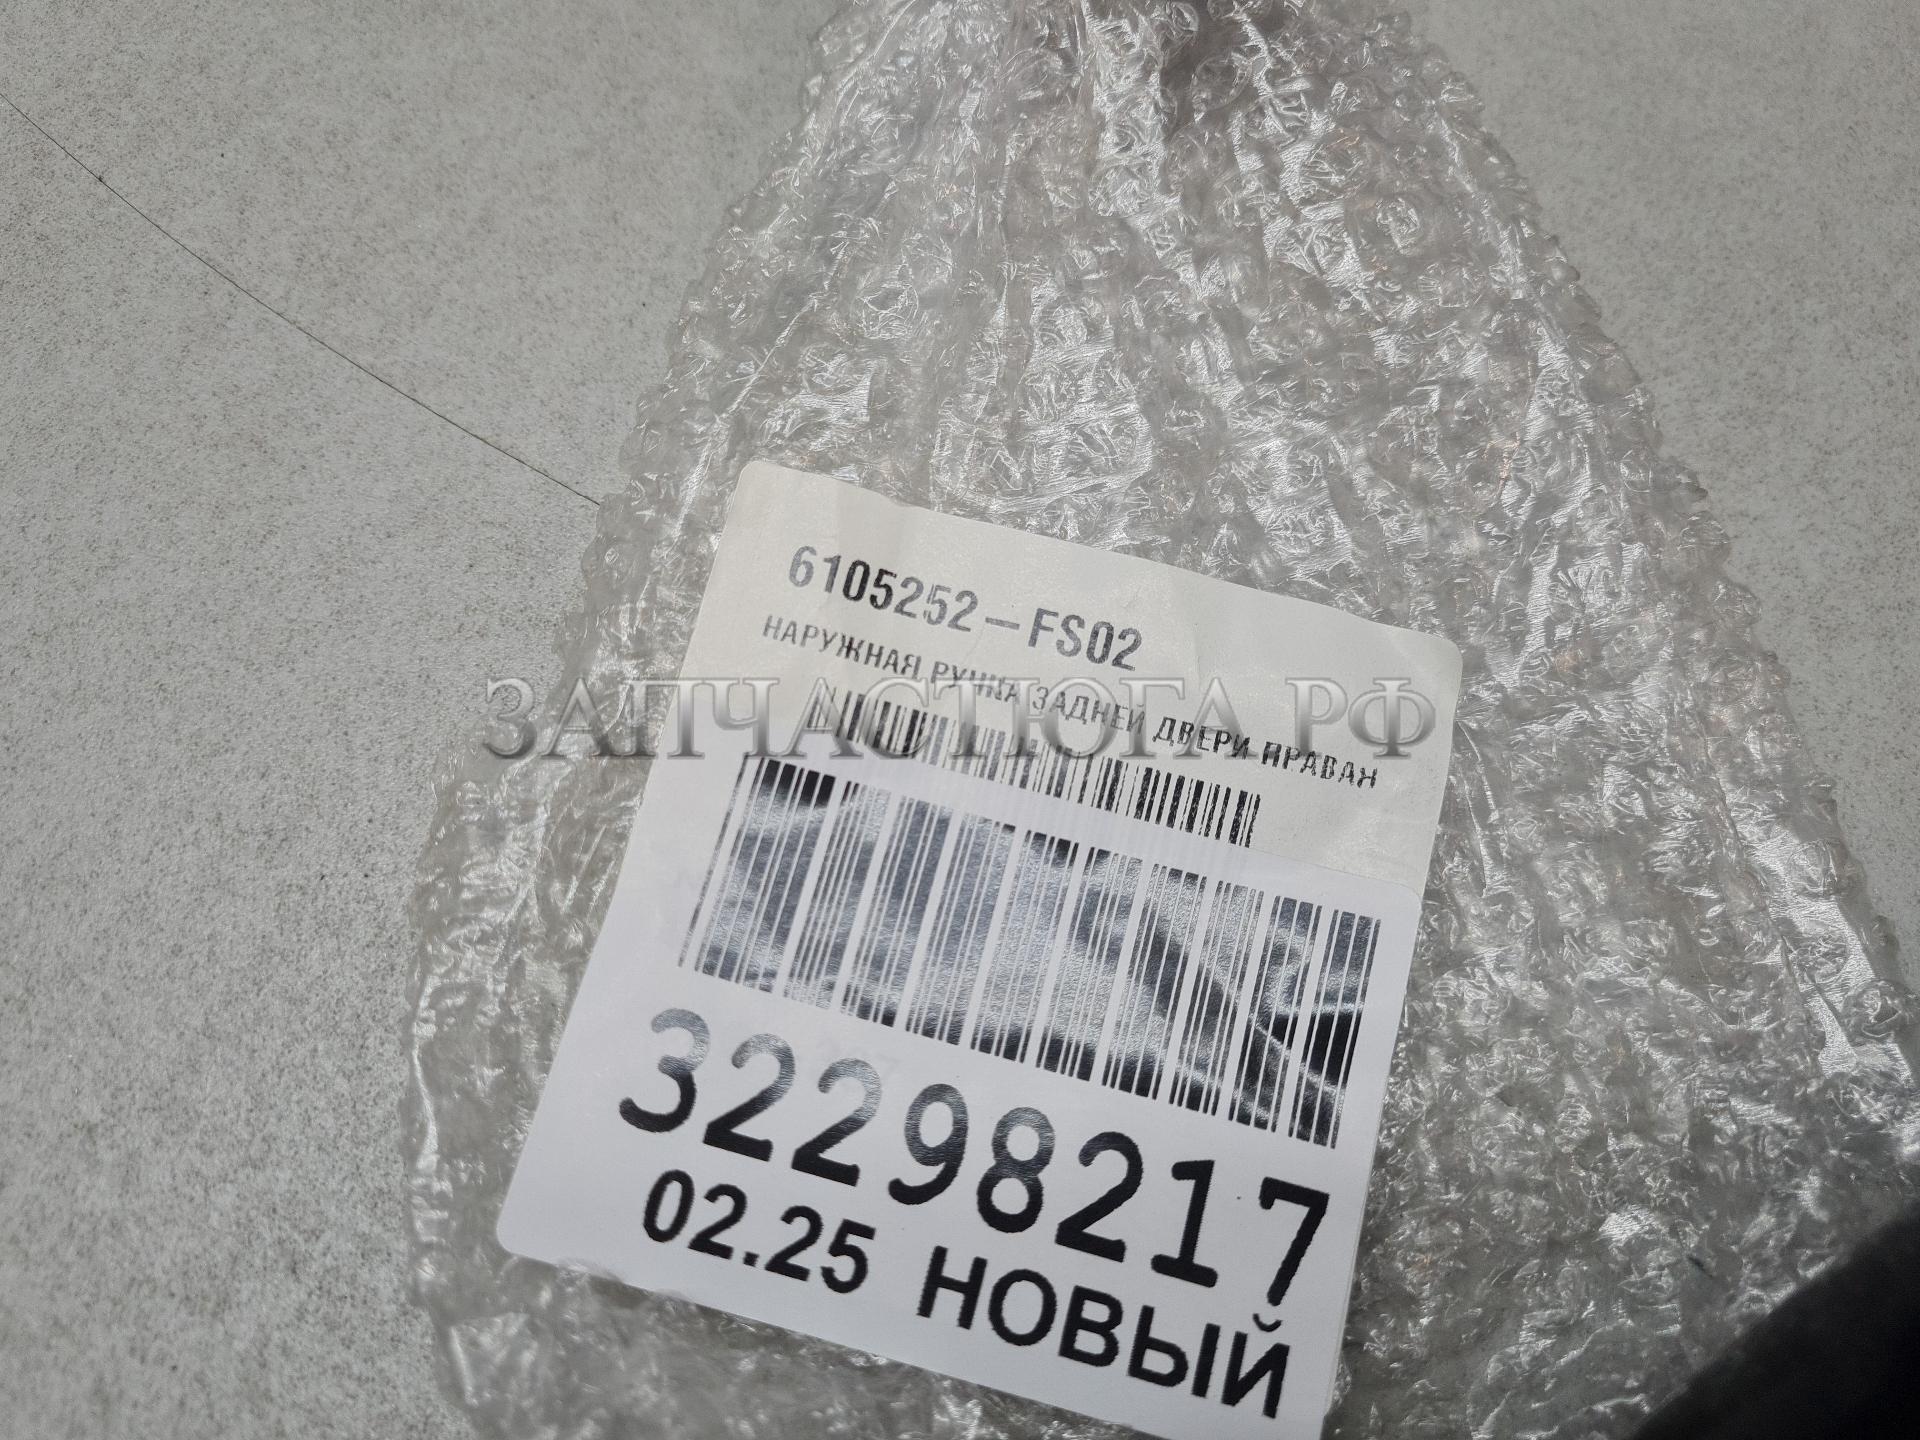 6105252-FS02
НАРУЖНАЯ РУЧКА ЗАДНЕЙ ДВЕРИ ПРАВАЯ
ЗАПЧАСТЮГА.РФ
32298217
02.25 НОВЫЙ